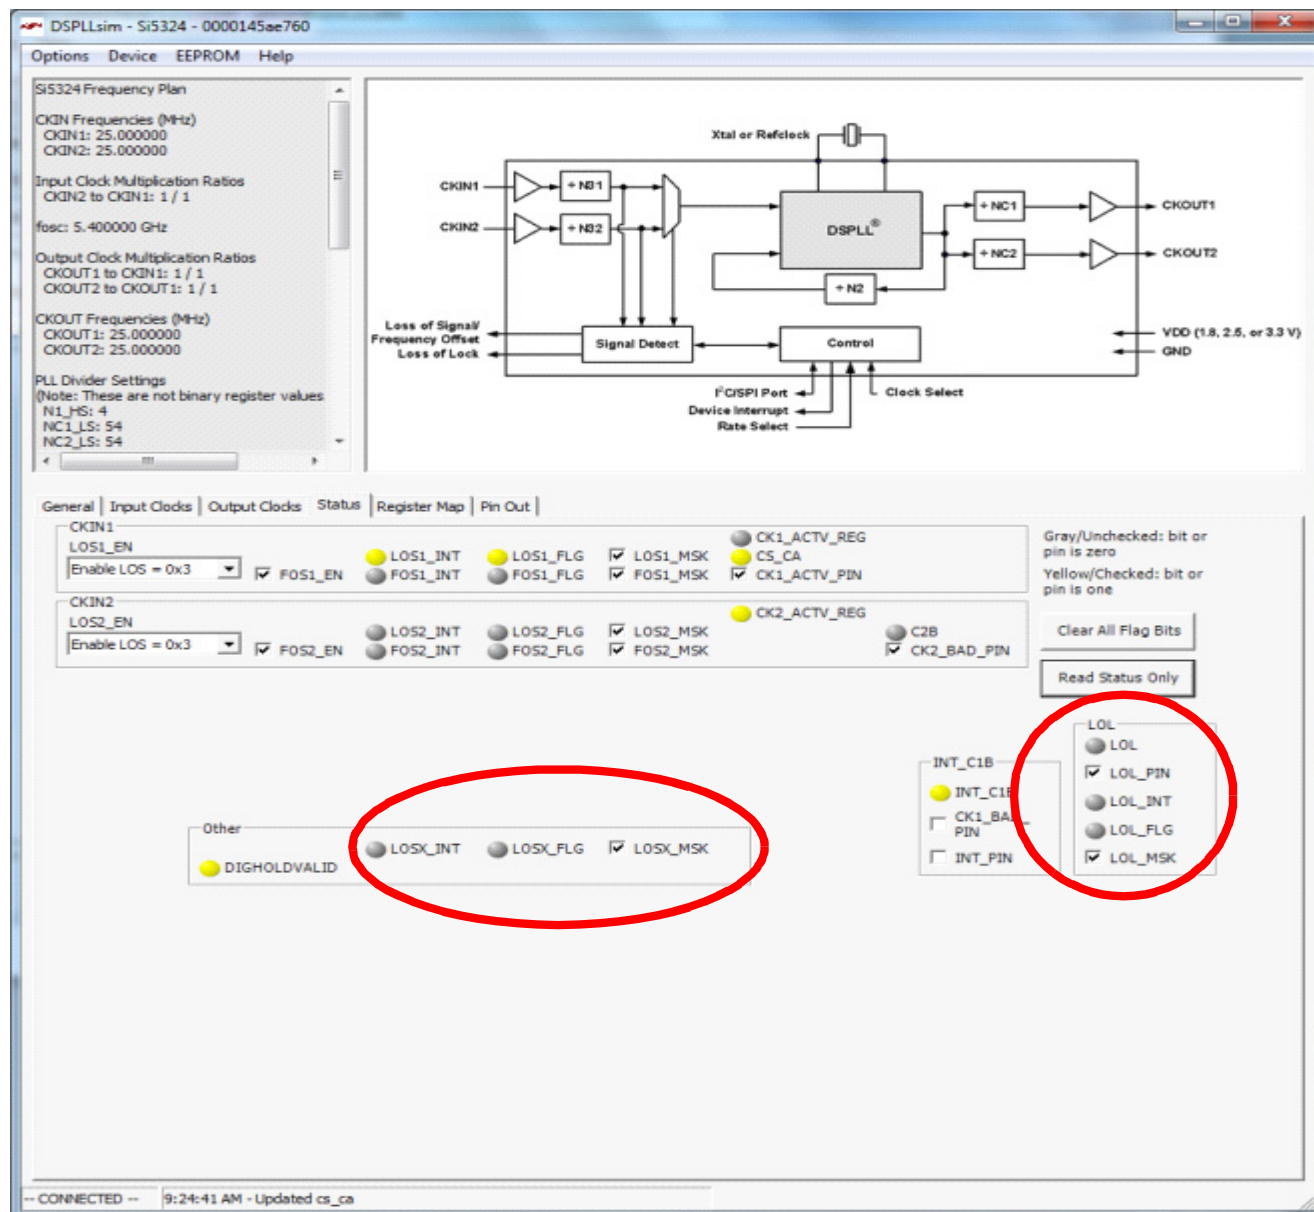 DSPLLsim - Si5324 - 0000145ae760
Options Device EEPROM Help
Si5324 Frequency Plan
CKIN Frequencies (MHz)
CKIN1: 25.000000
CKIN2: 25.000000
Input Clock Multiplication Ratios
CKIN2 to CKIN1: 1 / 1
fosc: 5.400000 GHz
Output Clock Multiplication Ratios
CKOUT1 to CKIN1: 1 / 1
CKOUT2 to CKOUT1: 1 / 1
CKOUT Frequencies (MHz)
CKOUT1: 25.000000
CKOUT2: 25.000000
PLL Divider Settings
(Note: These are not binary register values
N1_HS: 4
NC1_LS: 54
NC2_LS: 54
Xtal or Refclock
CKIN1
÷ N31
CKIN2
÷ N32
DSPLL®
÷ NC1
CKOUT1
÷ NC2
CKOUT2
÷ N2
Loss of Signal/
Frequency Offset
Loss of Lock
Signal Detect
Control
VDD (1.8, 2.5, or 3.3 V)
GND
I²C/SPI Port
Clock Select
Device Interrupt
Rate Select
General Input Clocks Output Clocks Status Register Map Pin Out
CKIN1
LOS1_EN
Enable LOS = 0x3
FOS1_EN
LOS1_INT LOS1_FLG LOS1_MSK
FOS1_INT FOS1_FLG FOS1_MSK
CK1_ACTV_REG
CS_CA
CK1_ACTV_PIN
CKIN2
LOS2_EN
Enable LOS = 0x3
FOS2_EN
LOS2_INT LOS2_FLG LOS2_MSK
FOS2_INT FOS2_FLG FOS2_MSK
CK2_ACTV_REG
C2B
CK2_BAD_PIN
Gray/Unchecked: bit or
pin is zero
Yellow/Checked: bit or
pin is one
Clear All Flag Bits
Read Status Only
Other
DIGHOLDVALID
LOSX_INT LOSX_FLG LOSX_MSK
INT_C1B
INT_C1B
CK1_BAD_
PIN
INT_PIN
LOL
LOL
LOL_PIN
LOL_INT
LOL_FLG
LOL_MSK
-- CONNECTED -- 9:24:41 AM - Updated cs_ca